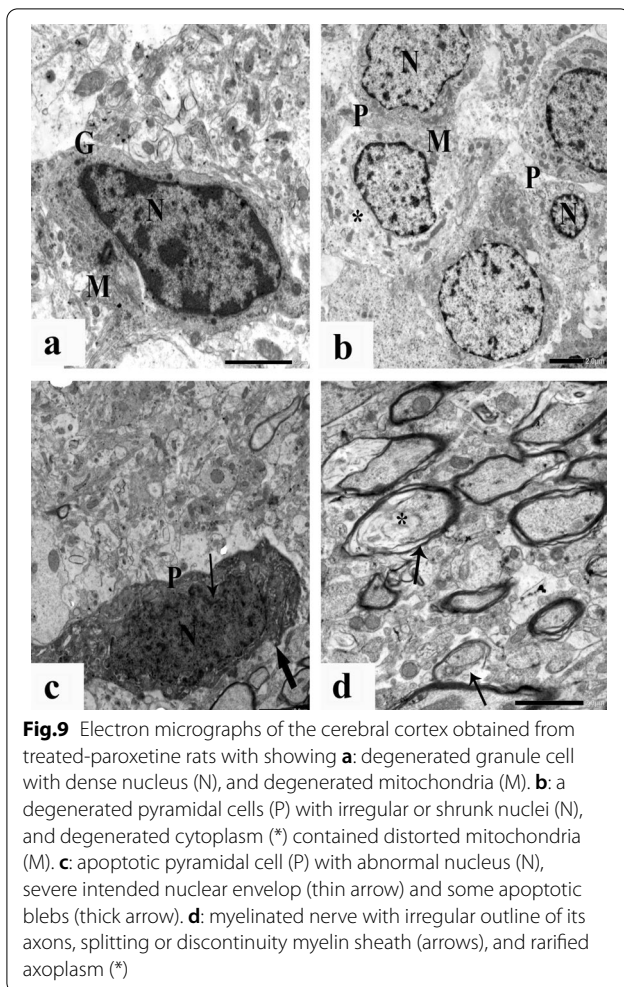 G
N
M
a
N
P
M
P
N
*
b
2.0µm
P
N
c
*
d
Fig.9 Electron micrographs of the cerebral cortex obtained from
treated-paroxetine rats with showing a: degenerated granule cell
with dense nucleus (N), and degenerated mitochondria (M). b: a
degenerated pyramidal cells (P) with irregular or shrunk nuclei (N),
and degenerated cytoplasm (*) contained distorted mitochondria
(M). c: apoptotic pyramidal cell (P) with abnormal nucleus (N),
severe intended nuclear envelop (thin arrow) and some apoptotic
blebs (thick arrow). d: myelinated nerve with irregular outline of its
axons, splitting or discontinuity myelin sheath (arrows), and rarified
axoplasm (*)